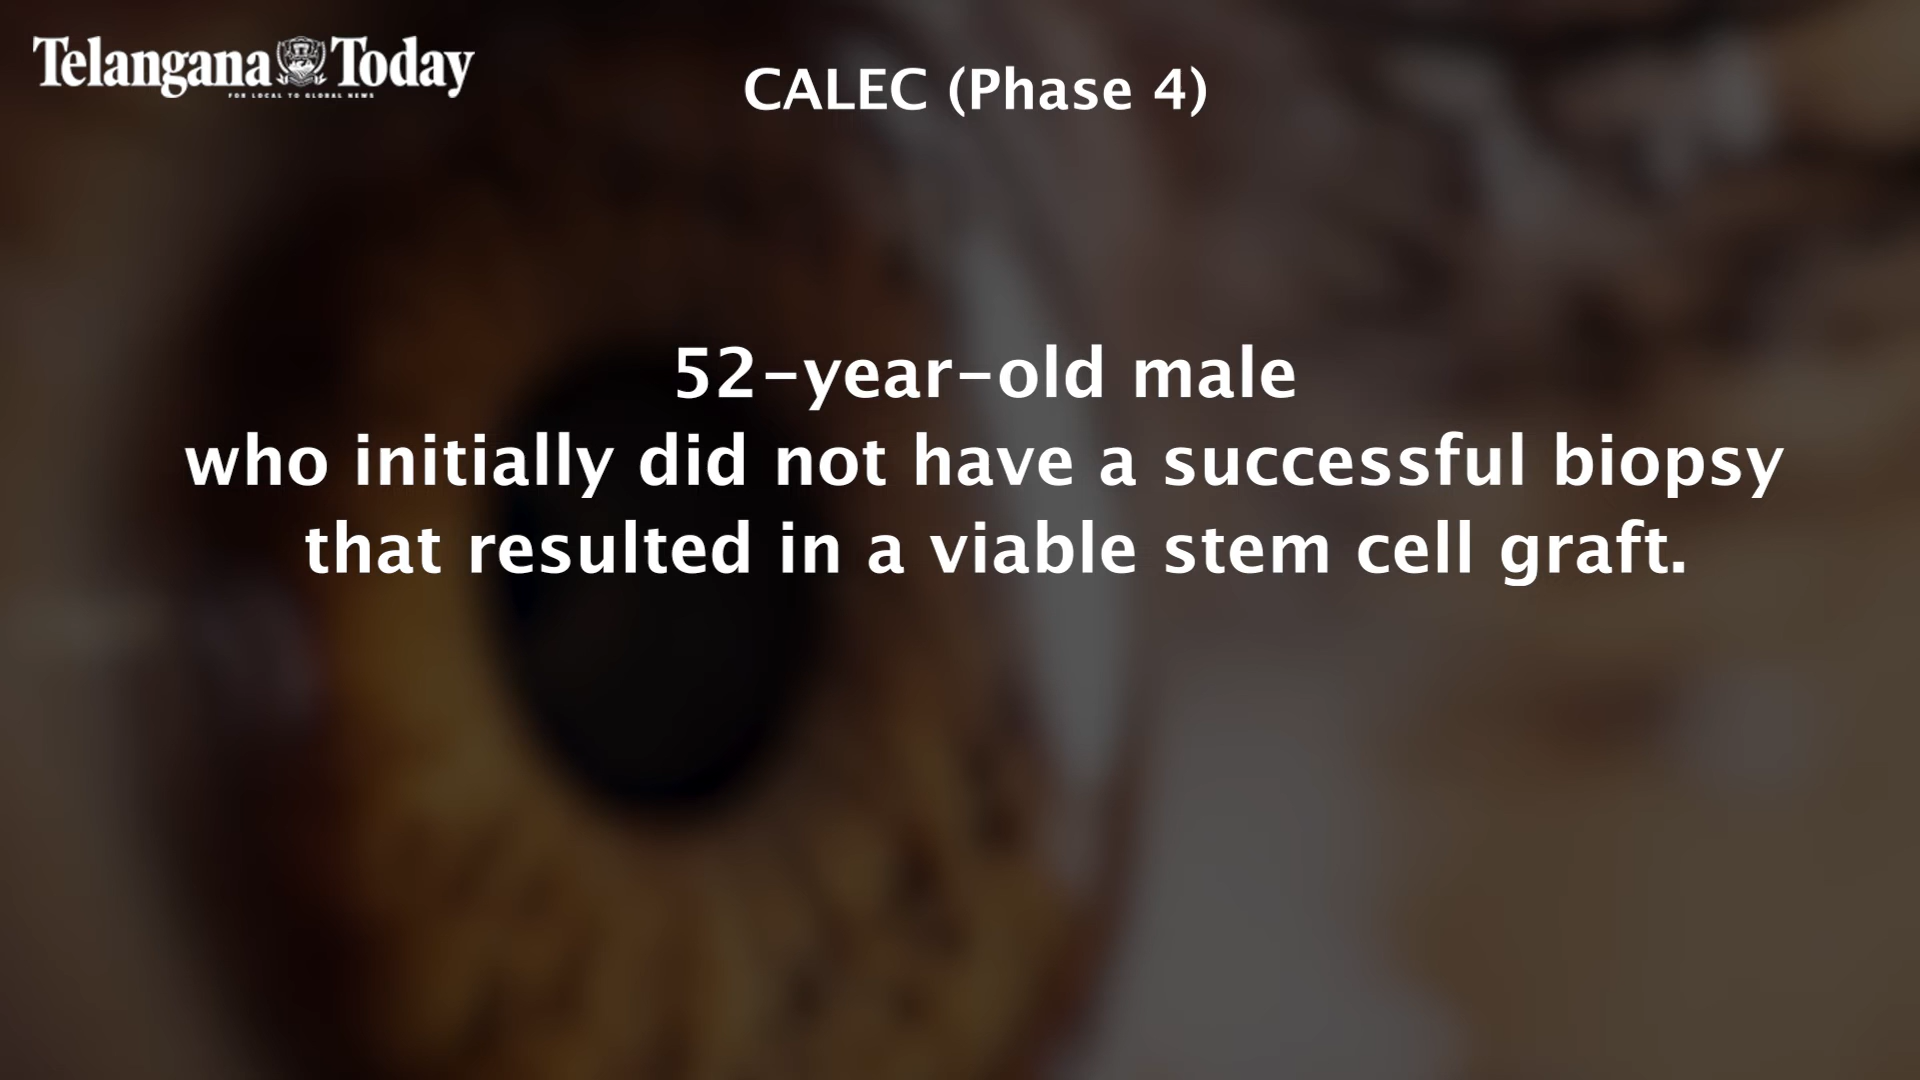 Telangana Today
FOR LOCAL TO GLOBAL NEWS
CALEC (Phase 4)
52-year-old male
who initially did not have a successful biopsy
that resulted in a viable stem cell graft.